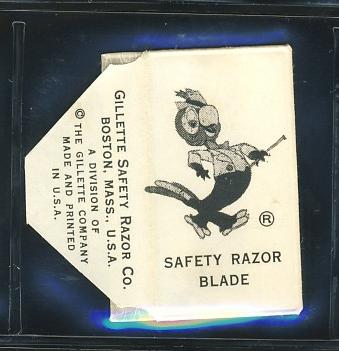 GILLETTE SAFETY RAZOR CO.
BOSTON, MASS., U.S.A.
A DIVISION OF
© THE GILLETTE COMPANY
MADE AND PRINTED
IN U.S.A.
®
SAFETY RAZOR
BLADE